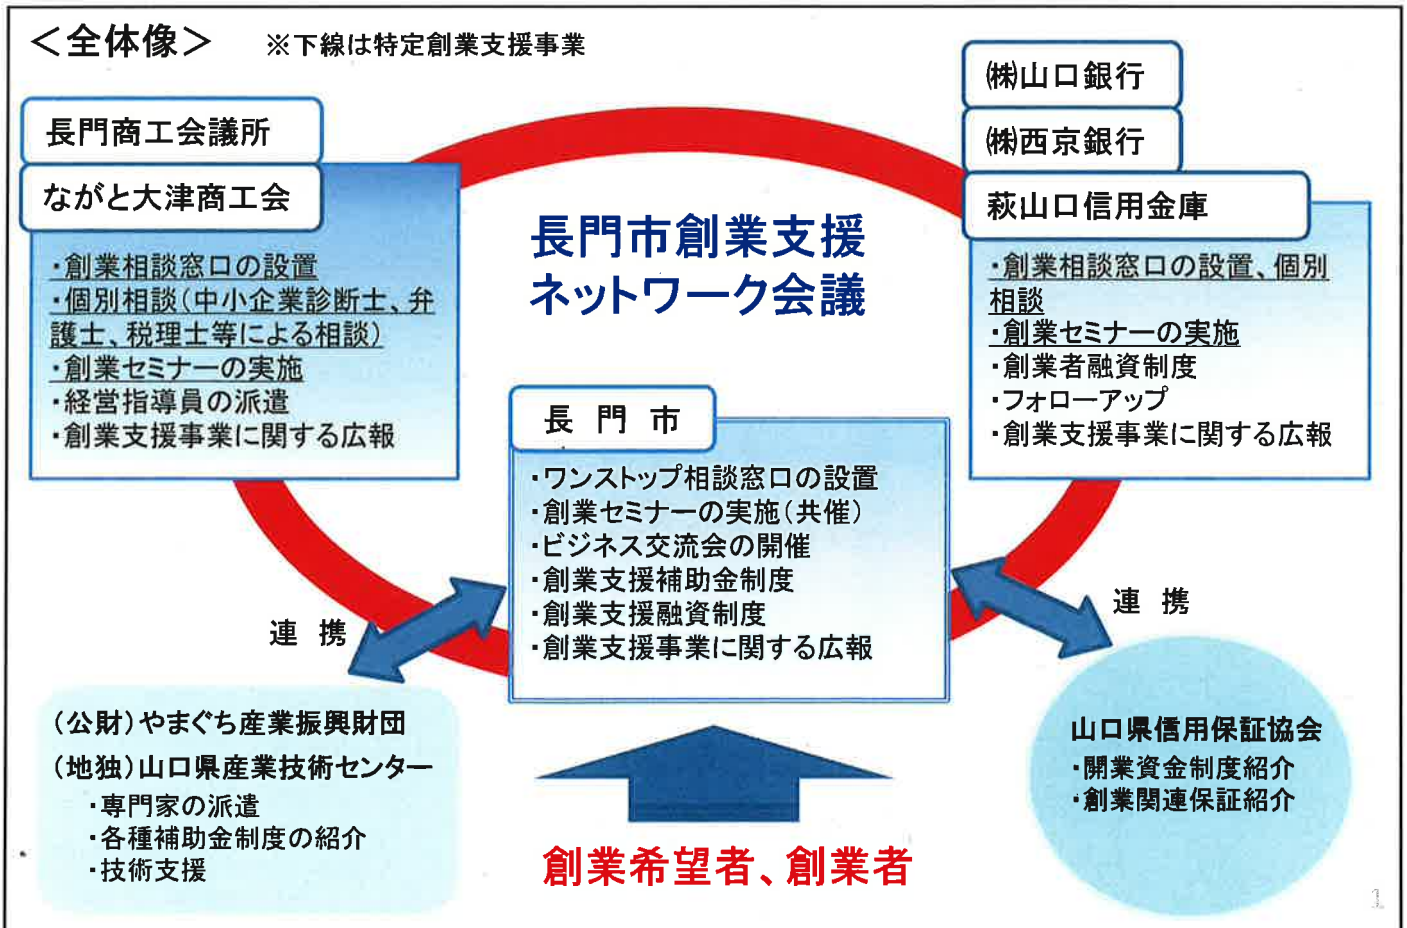 ＜全体像＞
※下線は特定創業支援事業
長門商工会議所
ながと大津商工会
・創業相談窓口の設置
・個別相談（中小企業診断士、弁
護士、税理士等による相談）
・創業セミナーの実施
・経営指導員の派遣
・創業支援事業に関する広報
長門市創業支援
ネットワーク会議
㈱山口銀行
㈱西京銀行
萩山口信用金庫
・創業相談窓口の設置、個別
相談
・創業セミナーの実施
・創業者融資制度
・フォローアップ
・創業支援事業に関する広報
長 門 市
・ワンストップ相談窓口の設置
・創業セミナーの実施（共催）
・ビジネス交流会の開催
・創業支援補助金制度
・創業支援融資制度
・創業支援事業に関する広報
連 携
連 携
（公財）やまぐち産業振興財団
（地独）山口県産業技術センター
・専門家の派遣
・各種補助金制度の紹介
・技術支援
山口県信用保証協会
・開業資金制度紹介
・創業関連保証紹介
創業希望者、創業者
1